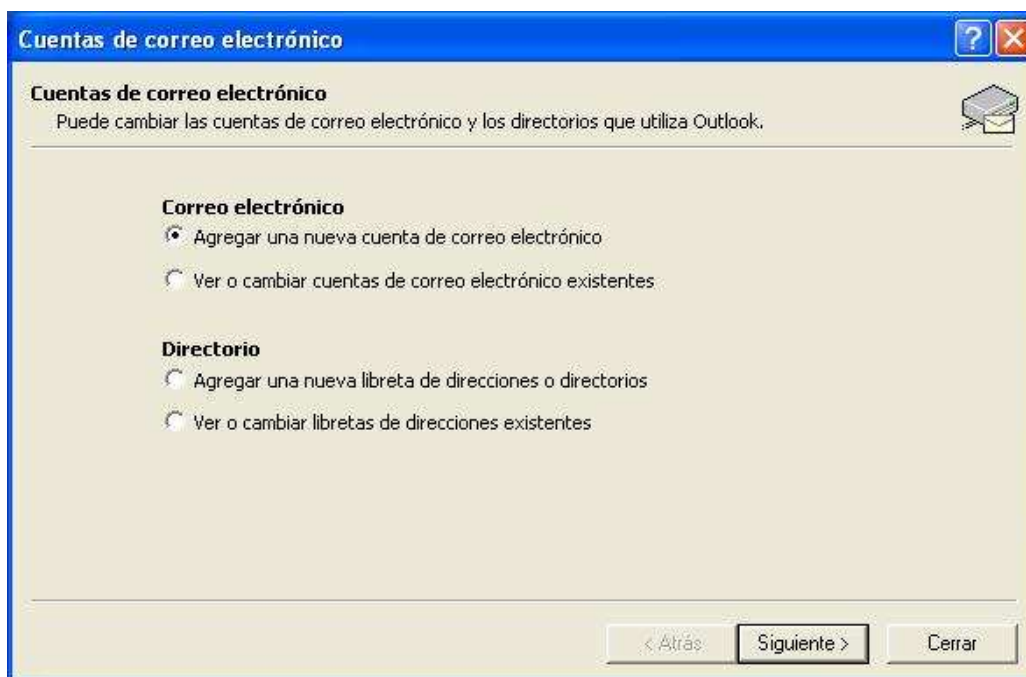 Cuentas de correo electrónico
Cuentas de correo electrónico
Puede cambiar las cuentas de correo electrónico y los directorios que utiliza Outlook.
Correo electrónico
Agregar una nueva cuenta de correo electrónico
Ver o cambiar cuentas de correo electrónico existentes
Directorio
Agregar una nueva libreta de direcciones o directorios
Ver o cambiar libretas de direcciones existentes
< Atrás Siguiente > Cerrar